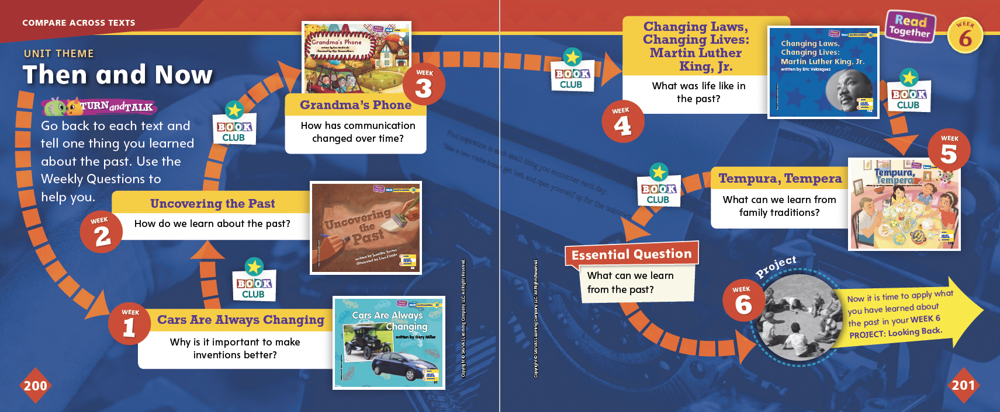 COMPARE ACROSS TEXTS
UNIT THEME
Then and Now
TURN and TALK
Go back to each text and
tell one thing you learned
about the past. Use the
Weekly Questions to
help you.
WEEK
1
Cars Are Always Changing
Why is it important to make
inventions better?
Cars Are Always
Changing
written by Gary Miller
31
BOOK
CLUB
WEEK
2
Uncovering the Past
How do we learn about the past?
Uncovering
the
Past
written by Jennifer Torres
illustrated by Lisa Fields
BOOK
CLUB
WEEK
3
Grandma's Phone
How has communication
changed over time?
Grandma's Phone
BOOK
CLUB
Copyright © SAVVAS Learning Company LLC. All Rights Reserved.
200
Read
Together
WEEK
6
Changing Laws,
Changing Lives:
Martin Luther
King, Jr.
What was life like in
the past?
WEEK
4
Changing Laws,
Changing Lives:
Martin Luther King, Jr.
written by Eric Velasquez
BOOK
CLUB
WEEK
5
Tempura, Tempera
What can we learn from
family traditions?
Tempura,
Tempera
179
BOOK
CLUB
Find inspiration in each small thing you encounter each day.
Take a new route home, get lost, and open yourself up for the unknown
Essential Question
What can we learn
from the past?
Project
WEEK
6
Now it is time to apply what
you have learned about
the past in your WEEK 6
PROJECT: Looking Back.
Copyright © SAVVAS Learning Company LLC. All Rights Reserved.
201